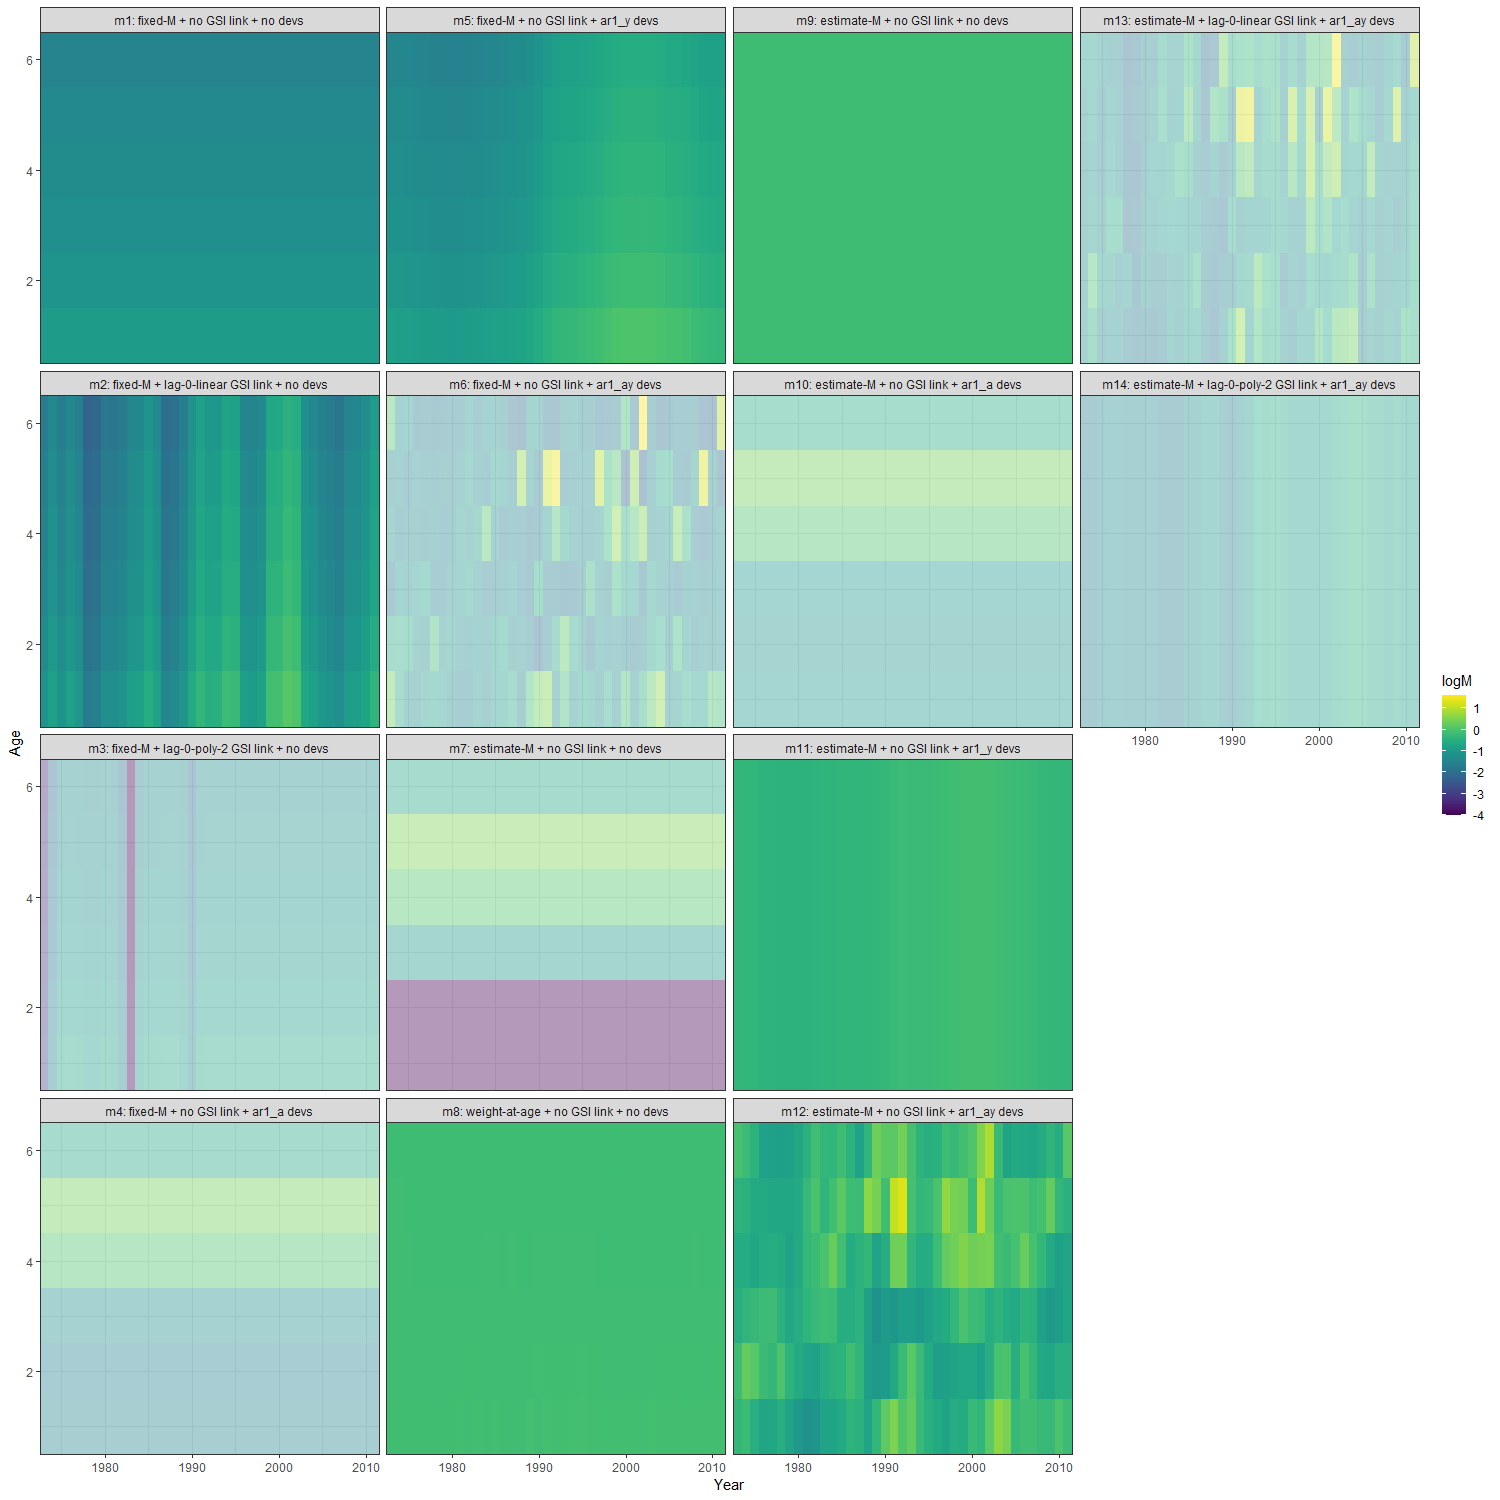 m1: fixed-M + no GSI link + no devs
m5: fixed-M + no GSI link + ar1_y devs
m9: estimate-M + no GSI link + no devs
m13: estimate-M + lag-0-linear GSI link + ar1_ay devs
6
4
2
m2: fixed-M + lag-0-linear GSI link + no devs
m6: fixed-M + no GSI link + ar1_ay devs
m10: estimate-M + no GSI link + ar1_a devs
m14: estimate-M + lag-0-poly-2 GSI link + ar1_ay devs
6
4
2
1980 1990 2000 2010
m3: fixed-M + lag-0-poly-2 GSI link + no devs
m7: estimate-M + no GSI link + no devs
m11: estimate-M + no GSI link + ar1_y devs
6
4
2
m4: fixed-M + no GSI link + ar1_a devs
m8: weight-at-age + no GSI link + no devs
m12: estimate-M + no GSI link + ar1_ay devs
6
4
2
1980 1990 2000 2010
1980 1990 2000 2010
1980 1990 2000 2010
Year
Age
logM
1
0
-1
-2
-3
-4